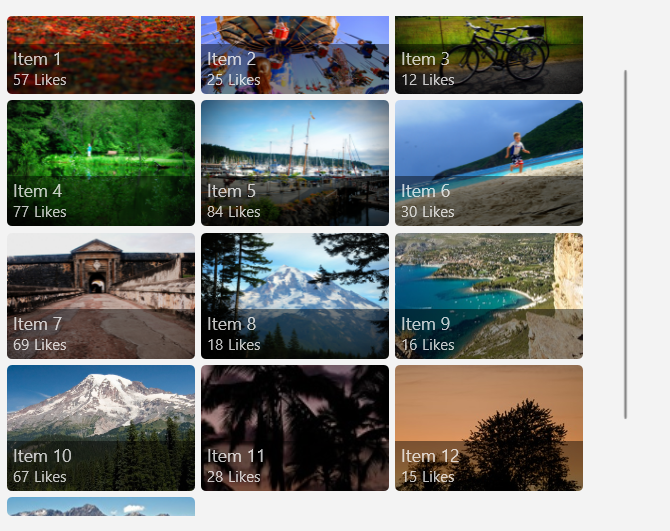 Item 1
57 Likes
Item 2
25 Likes
Item 3
12 Likes
Item 4
77 Likes
Item 5
84 Likes
Item 6
30 Likes
Item 7
69 Likes
Item 8
18 Likes
Item 9
16 Likes
Item 10
67 Likes
Item 11
28 Likes
Item 12
15 Likes